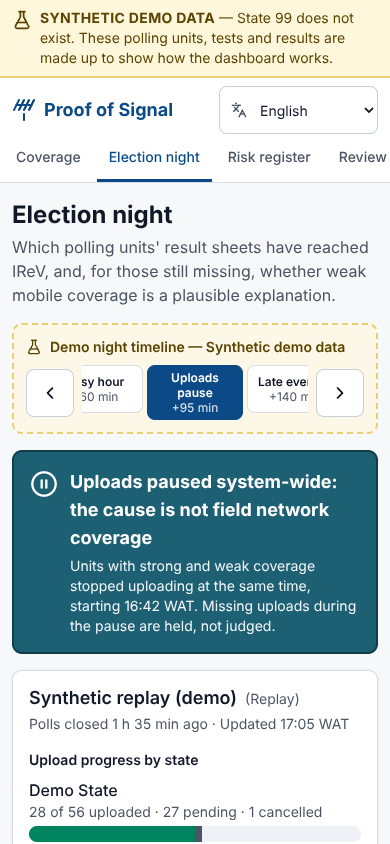 SYNTHETIC DEMO DATA — State 99 does not
exist. These polling units, tests and results are
made up to show how the dashboard works.
Proof of Signal
English
Coverage
Election night
Risk register
Review
Election night
Which polling units' result sheets have reached
IReV, and, for those still missing, whether weak
mobile coverage is a plausible explanation.
Demo night timeline — Synthetic demo data
sy hour
60 min
Uploads
pause
+95 min
Late ever
+140 m
Uploads paused system-wide:
the cause is not field network
coverage
Units with strong and weak coverage
stopped uploading at the same time,
starting 16:42 WAT. Missing uploads during
the pause are held, not judged.
Synthetic replay (demo) (Replay)
Polls closed 1 h 35 min ago · Updated 17:05 WAT
Upload progress by state
Demo State
28 of 56 uploaded · 27 pending · 1 cancelled